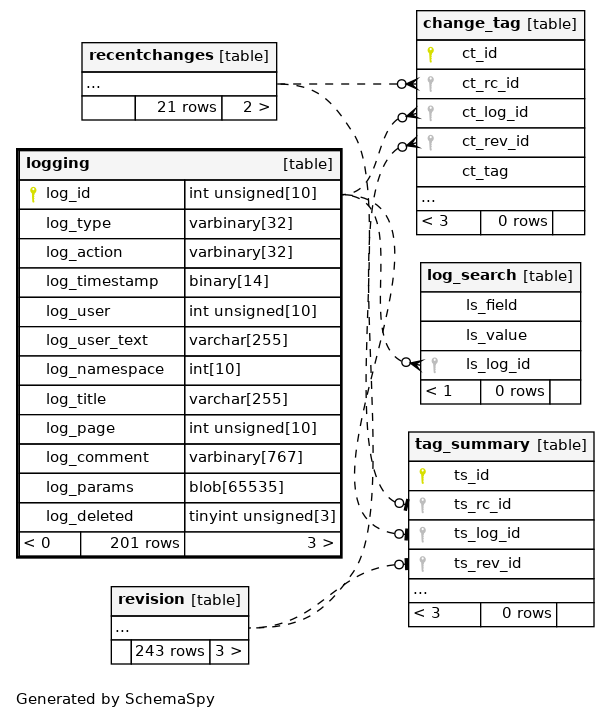 recentchanges [table]
...
21 rows 2 >
logging [table]
log_id int unsigned[10]
log_type varbinary[32]
log_action varbinary[32]
log_timestamp binary[14]
log_user int unsigned[10]
log_user_text varchar[255]
log_namespace int[10]
log_title varchar[255]
log_page int unsigned[10]
log_comment varbinary[767]
log_params blob[65535]
log_deleted tinyint unsigned[3]
< 0 201 rows 3 >
revision [table]
...
243 rows 3 >
change_tag [table]
ct_id
ct_rc_id
ct_log_id
ct_rev_id
ct_tag
...
< 3 0 rows
log_search [table]
ls_field
ls_value
ls_log_id
< 1 0 rows
tag_summary [table]
ts_id
ts_rc_id
ts_log_id
ts_rev_id
...
< 3 0 rows
Generated by SchemaSpy